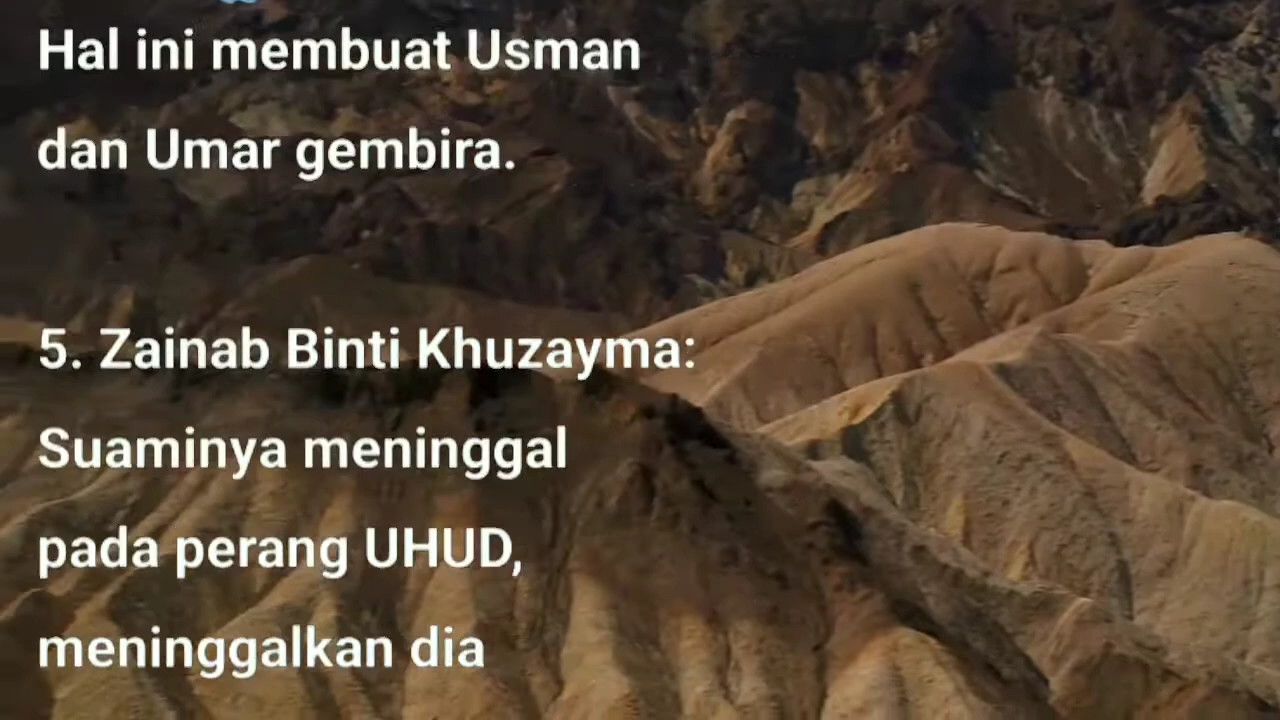 Hal ini membuat Usman
dan Umar gembira.
5. Zainab Binti Khuzayma:
Suaminya meninggal
pada perang UHUD,
meninggalkan dia